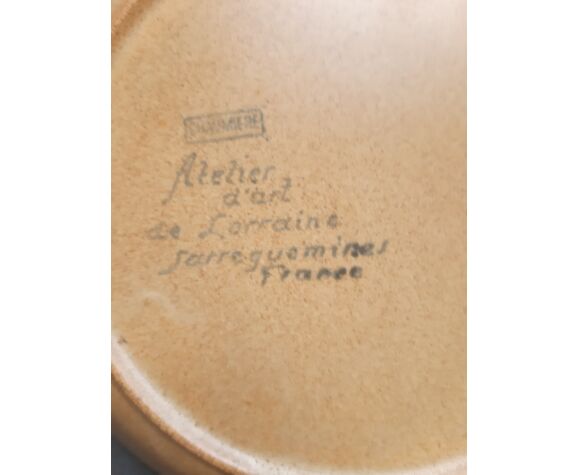 Atelier
d'art
de Lorraine
Sarreguemines
France